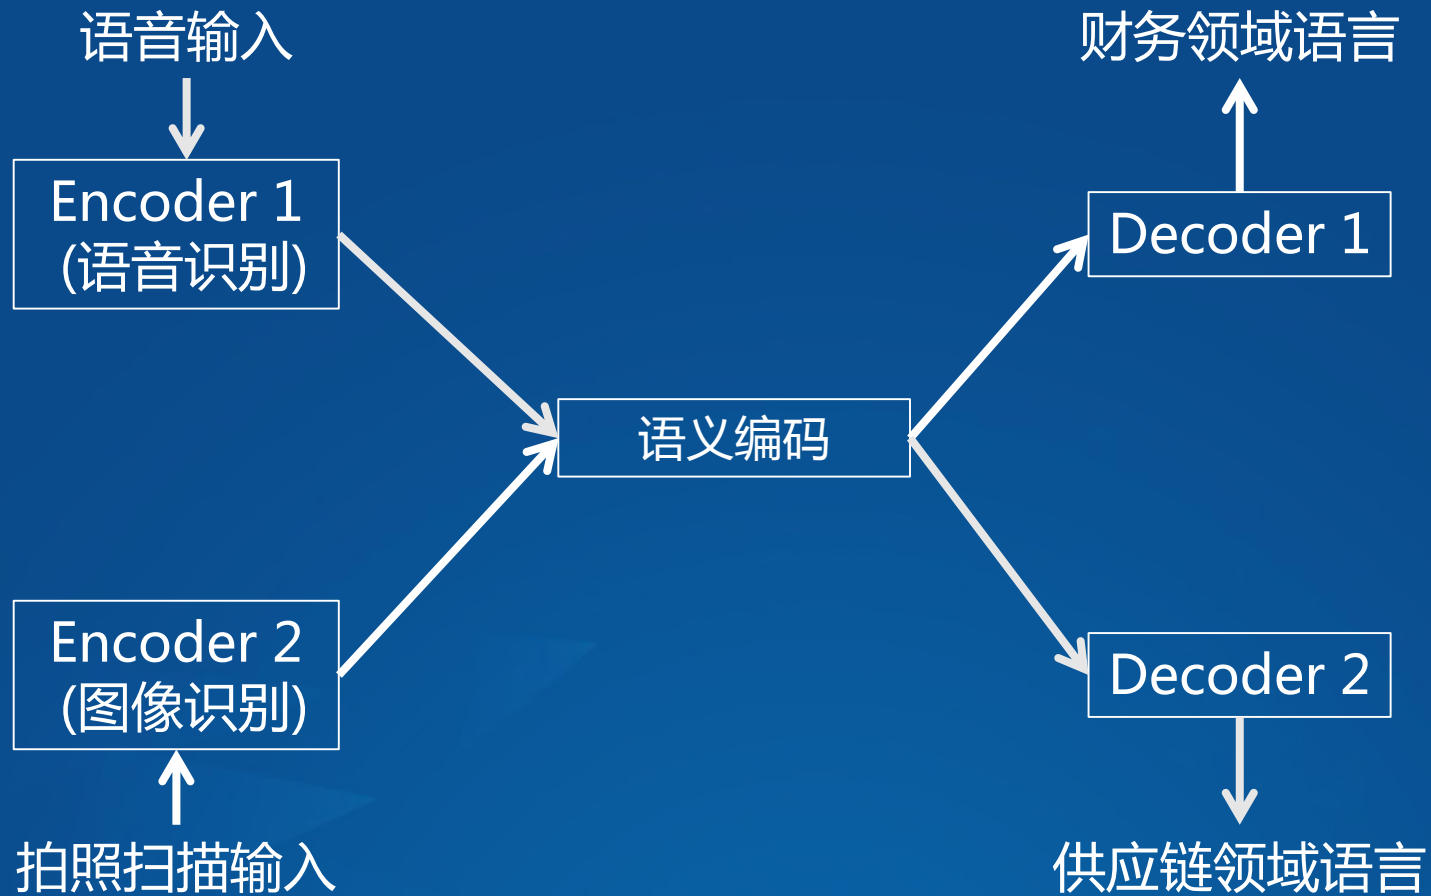 语音输入
财务领域语言
Encoder 1
(语音识别)
Decoder 1
语义编码
Encoder 2
(图像识别)
Decoder 2
拍照扫描输入
供应链领域语言